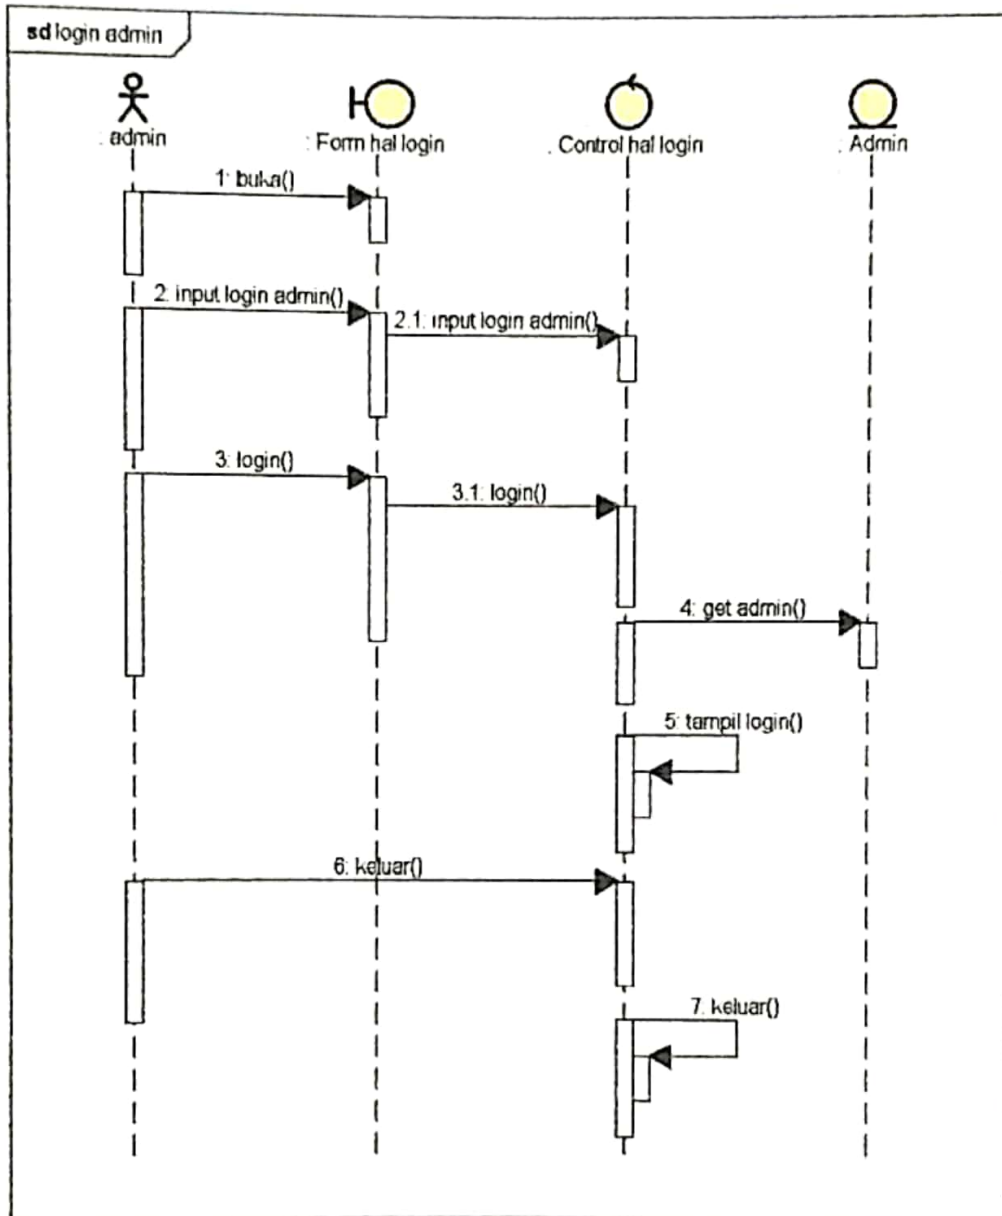 sd login admin
: admin
: Form hal login
: Control hal login
: Admin
1: buka()
2: input login admin()
2.1: input login admin()
3: login()
3.1: login()
4: get admin()
5: tampil login()
6: keluar()
7: keluar()